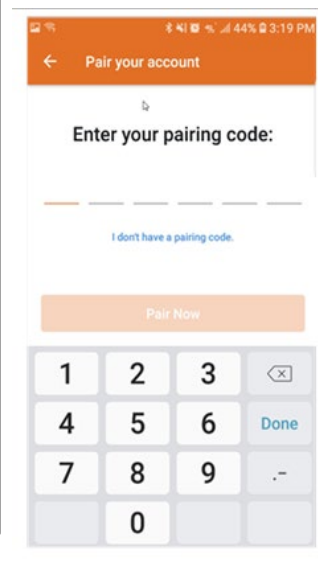 44% 3:19 PM
Pair your account
Enter your pairing code:
I don't have a pairing code.
Pair Now
1 2 3
4 5 6 Done
7 8 9 .-
0